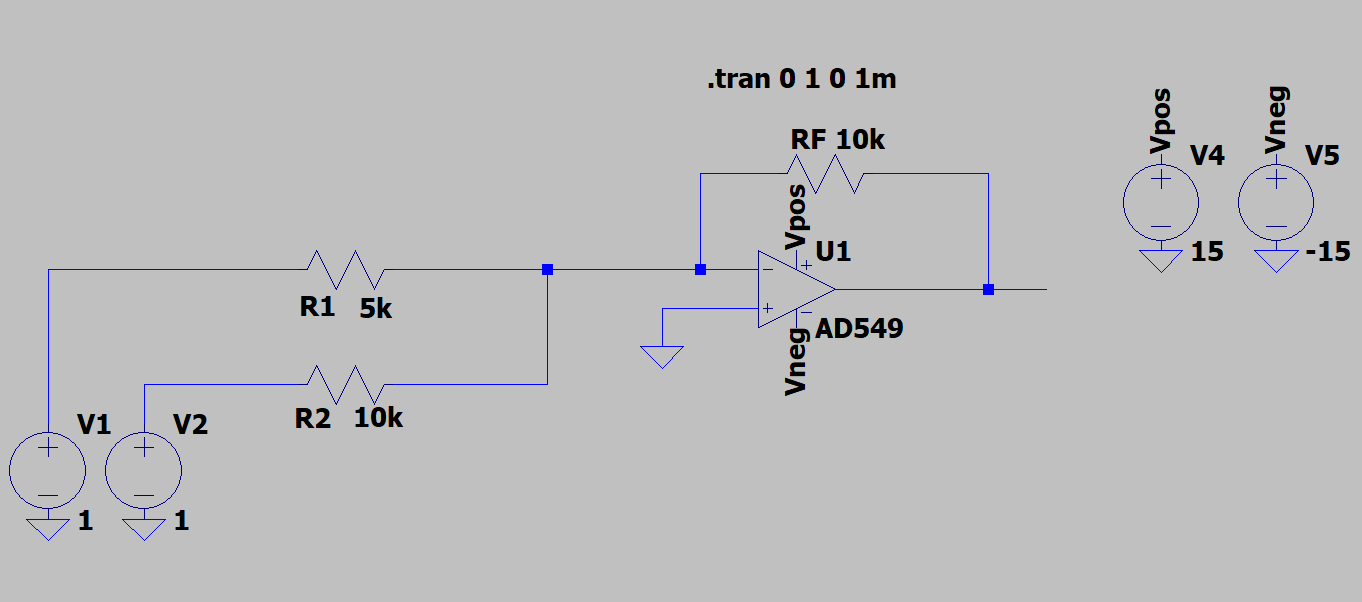 .tran 0 1 0 1m
RF 10k
Vpos
U1
AD549
Vneg
Vpos
V4
15
Vneg
V5
-15
R1 5k
R2 10k
V1
1
V2
1